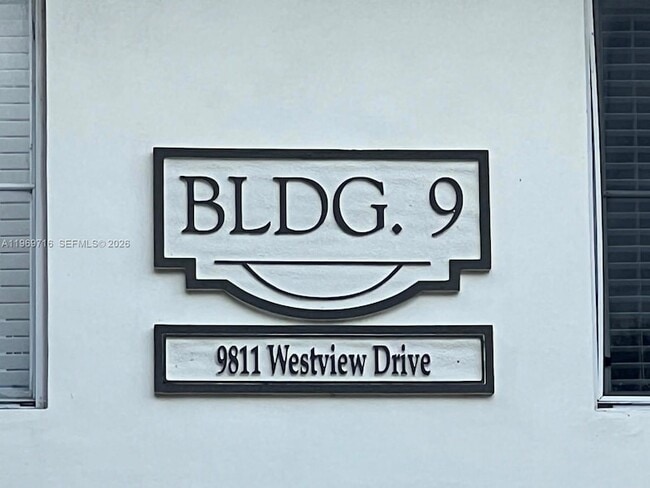 BLDG. 9
A11969716 SEFMLS© 2026
9811 Westview Drive